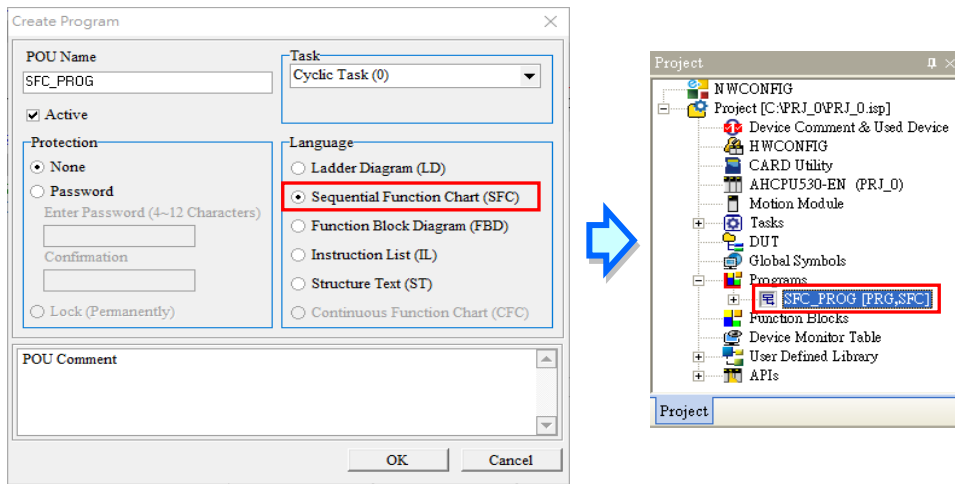 Create Program
POU Name
SFC_PROG
Active
Task
Cyclic Task (0)
Protection
None
Password
Enter Password (4~12 Characters)
Confirmation
Lock (Permanently)
Language
Ladder Diagram (LD)
Sequential Function Chart (SFC)
Function Block Diagram (FBD)
Instruction List (IL)
Structure Text (ST)
Continuous Function Chart (CFC)
POU Comment
OK
Cancel
Project
NWCONFIG
Project [C:\PRJ_0\PRJ_0.isp]
Device Comment & Used Device
HWCONFIG
CARD Utility
AHCPU530-EN (PRJ_0)
Motion Module
Tasks
DUT
Global Symbols
Programs
SFC_PROG [PRG,SFC]
Function Blocks
Device Monitor Table
User Defined Library
APIs
Project